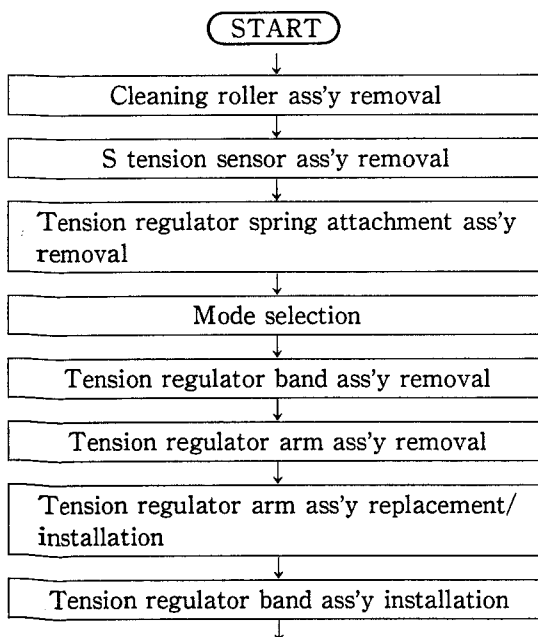 START
Cleaning roller ass'y removal
S tension sensor ass'y removal
Tension regulator spring attachment ass'y
removal
Mode selection
Tension regulator band ass'y removal
Tension regulator arm ass'y removal
Tension regulator arm ass'y replacement/
installation
Tension regulator band ass'y installation